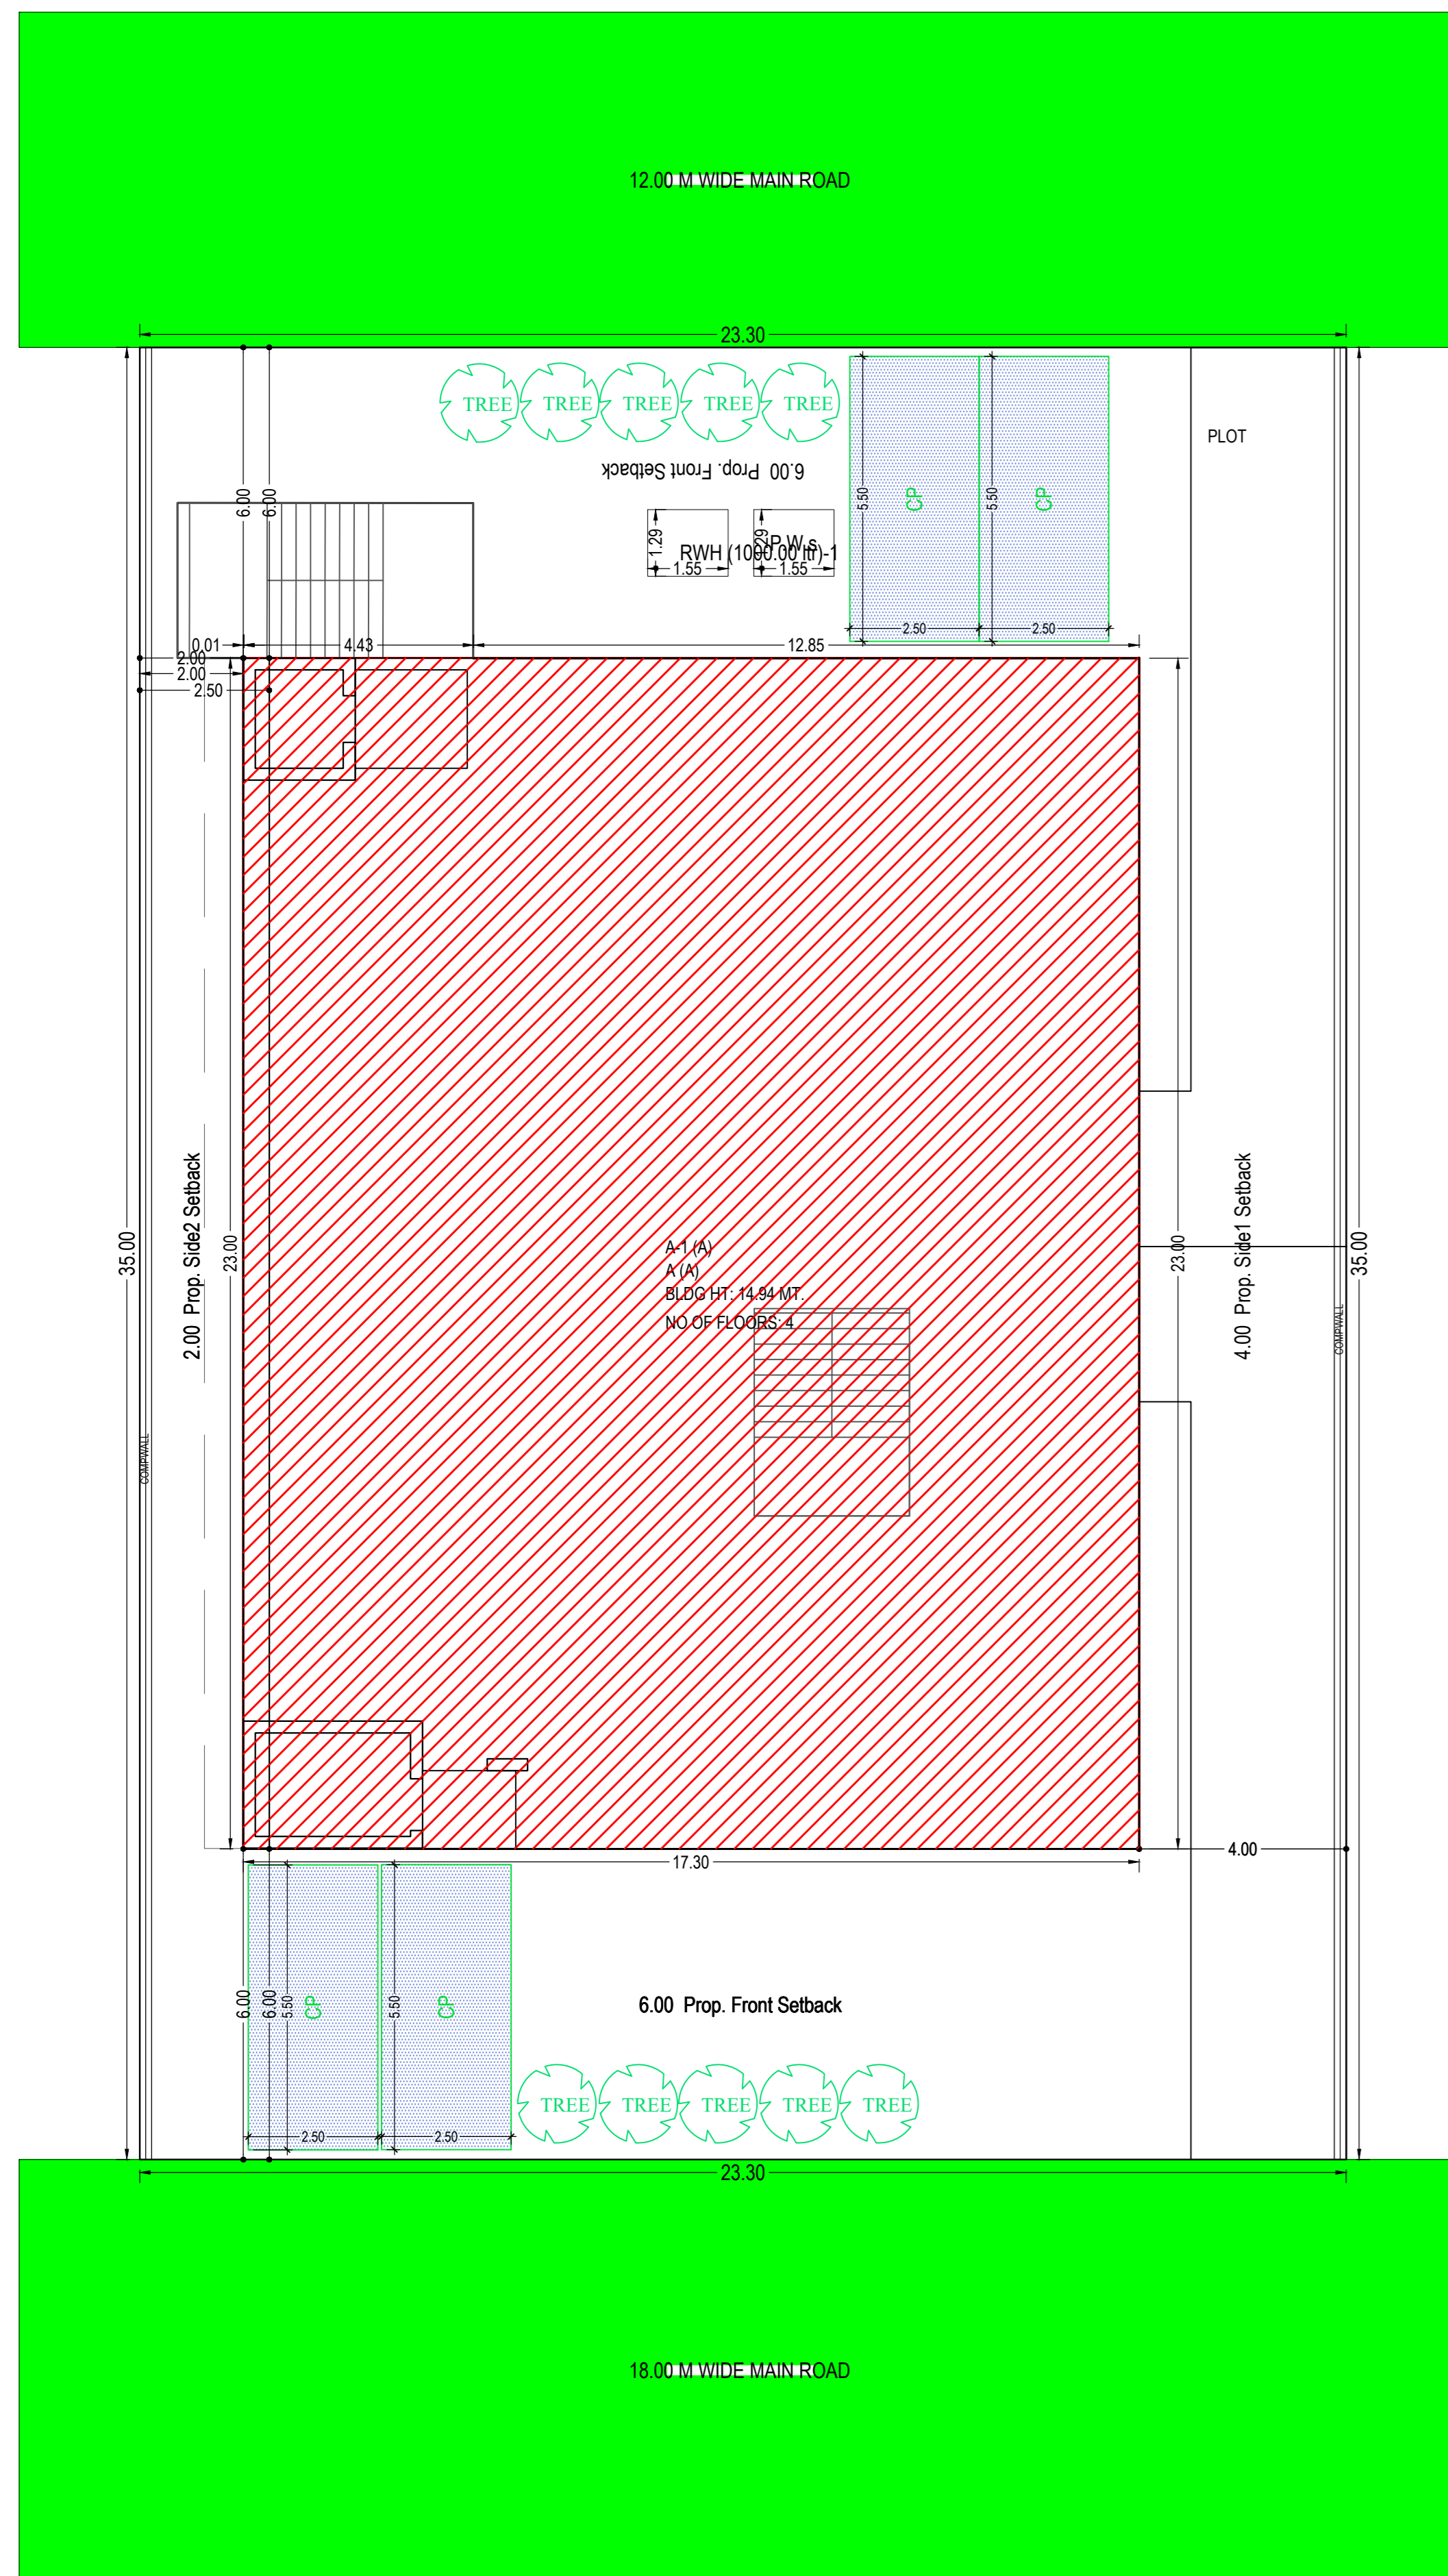 12.00 M WIDE MAIN ROAD
23.30
TREE TREE TREE TREE TREE
PLOT
6.00 Prop. Front Setback
6.00
6.00
5.50
CP
5.50
CP
1.29
1.29
P.W.s
RWH (1000.00 ltr)-1
1.55
1.55
2.50
2.50
0.01
4.43
12.85
2.00
2.00
2.50
35.00
2.00 Prop. Side2 Setback
23.00
A-1 (A)
A (A)
BLDG HT: 14.94 MT.
NO OF FLOORS: 4
23.00
4.00 Prop. Side1 Setback
35.00
COMPWALL
COMPWALL
17.30
4.00
6.00
6.00
5.50
CP
5.50
CP
6.00 Prop. Front Setback
TREE TREE TREE TREE TREE
2.50
2.50
23.30
18.00 M WIDE MAIN ROAD